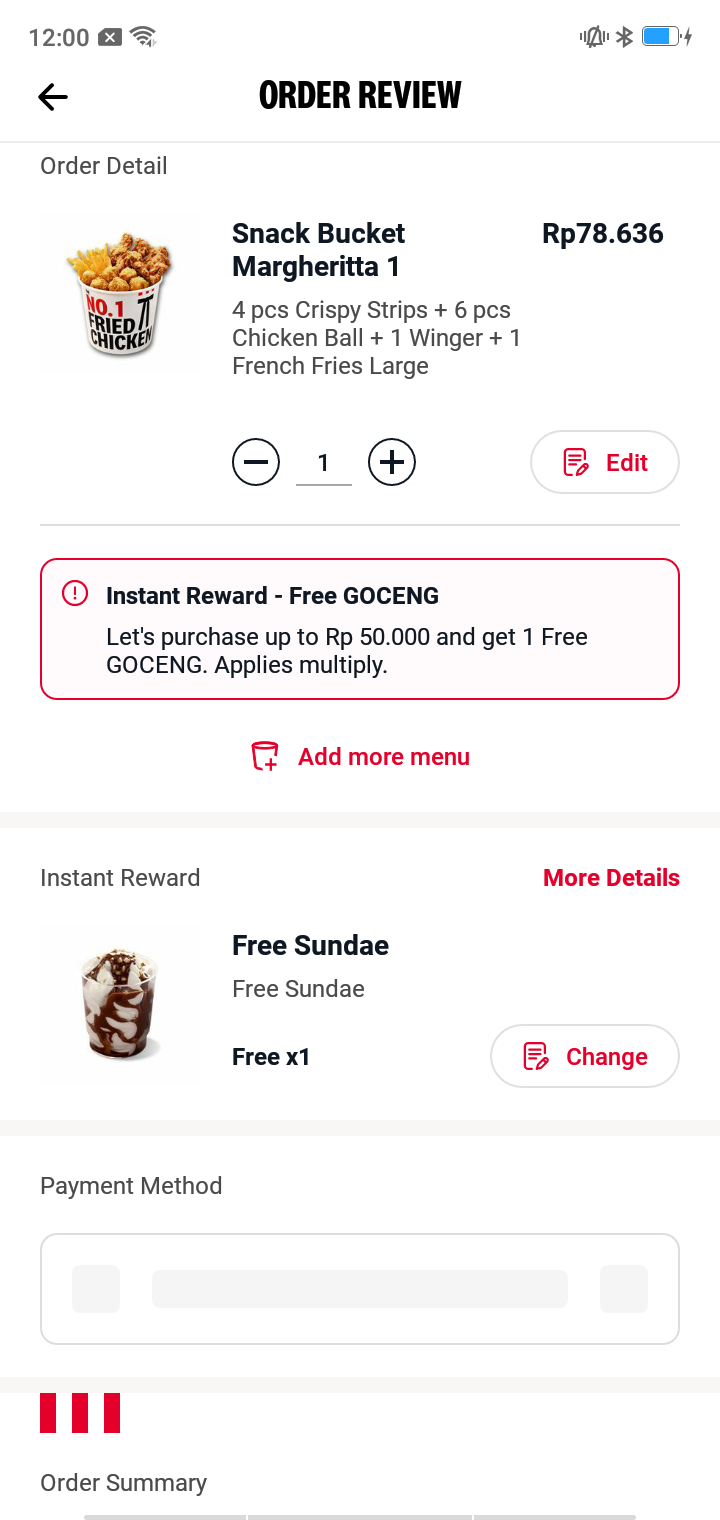 12:00
ORDER REVIEW
Order Detail
Snack Bucket
Margheritta 1
Rp78.636
4 pcs Crispy Strips + 6 pcs
Chicken Ball + 1 Winger + 1
French Fries Large
NO.1
FRIED
CHICKEN
1
Edit
Instant Reward - Free GOCENG
Let's purchase up to Rp 50.000 and get 1 Free
GOCENG. Applies multiply.
Add more menu
Instant Reward
More Details
Free Sundae
Free Sundae
Free x1
Change
Payment Method
Order Summary